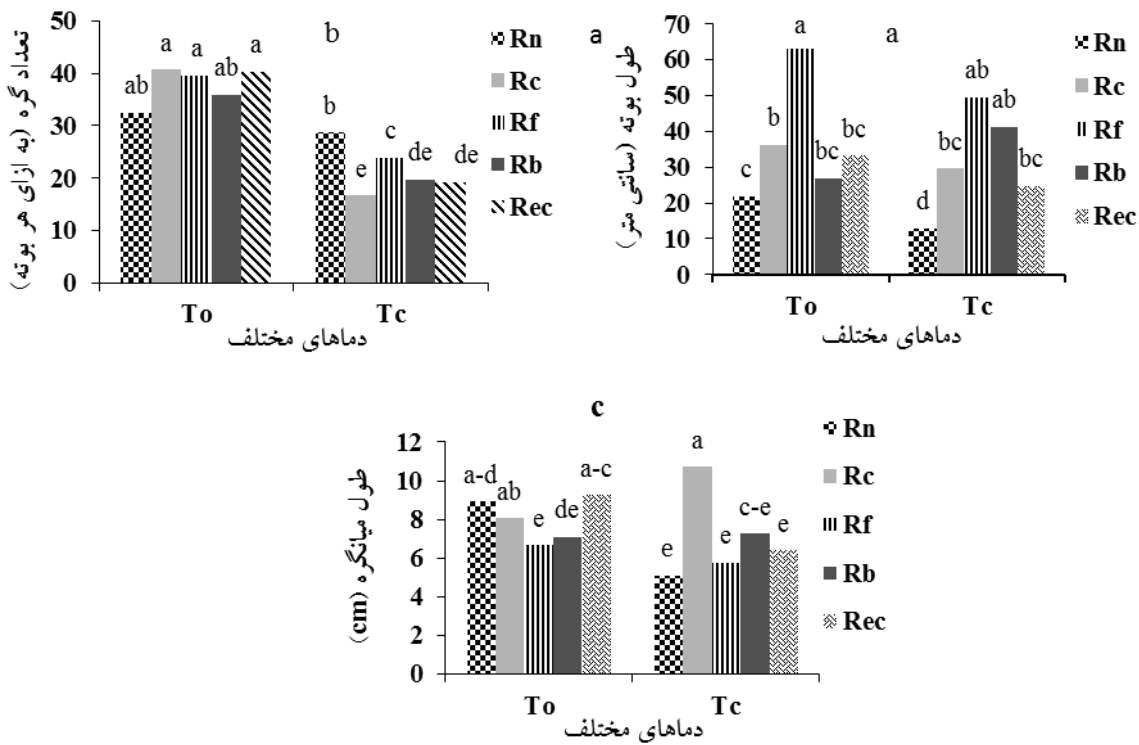 تعداد گره (به ازای هر بوته)
50
40
30
20
10
0
b
ab a a ab a
b e c de de
To Tc
دماهای مختلف
Rn
Rc
Rf
Rb
Rec
a
طول بوته (سانتی متر)
70
60
50
40
30
20
10
0
a
c b a bc bc
d bc ab ab bc
To Tc
دماهای مختلف
Rn
Rc
Rf
Rb
Rec
c
طول میانگره (cm)
12
10
8
6
4
2
0
a-d ab e de a-c
e a e c-e e
To Tc
دماهای مختلف
Rn
Rc
Rf
Rb
Rec